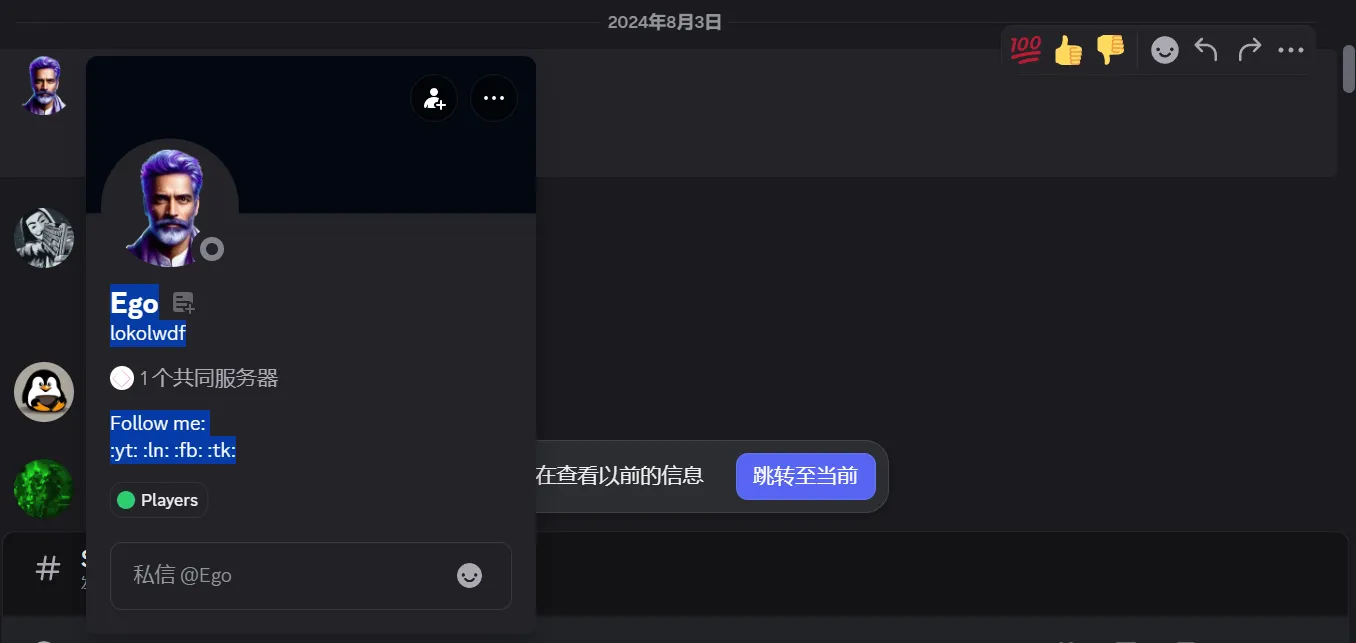 2024年8月3日
100
Ego
lokolwdf
1个共同服务器
Follow me:
:yt: :ln: :fb: :tk:
在查看以前的信息
跳转至当前
Players
#
私信 @Ego